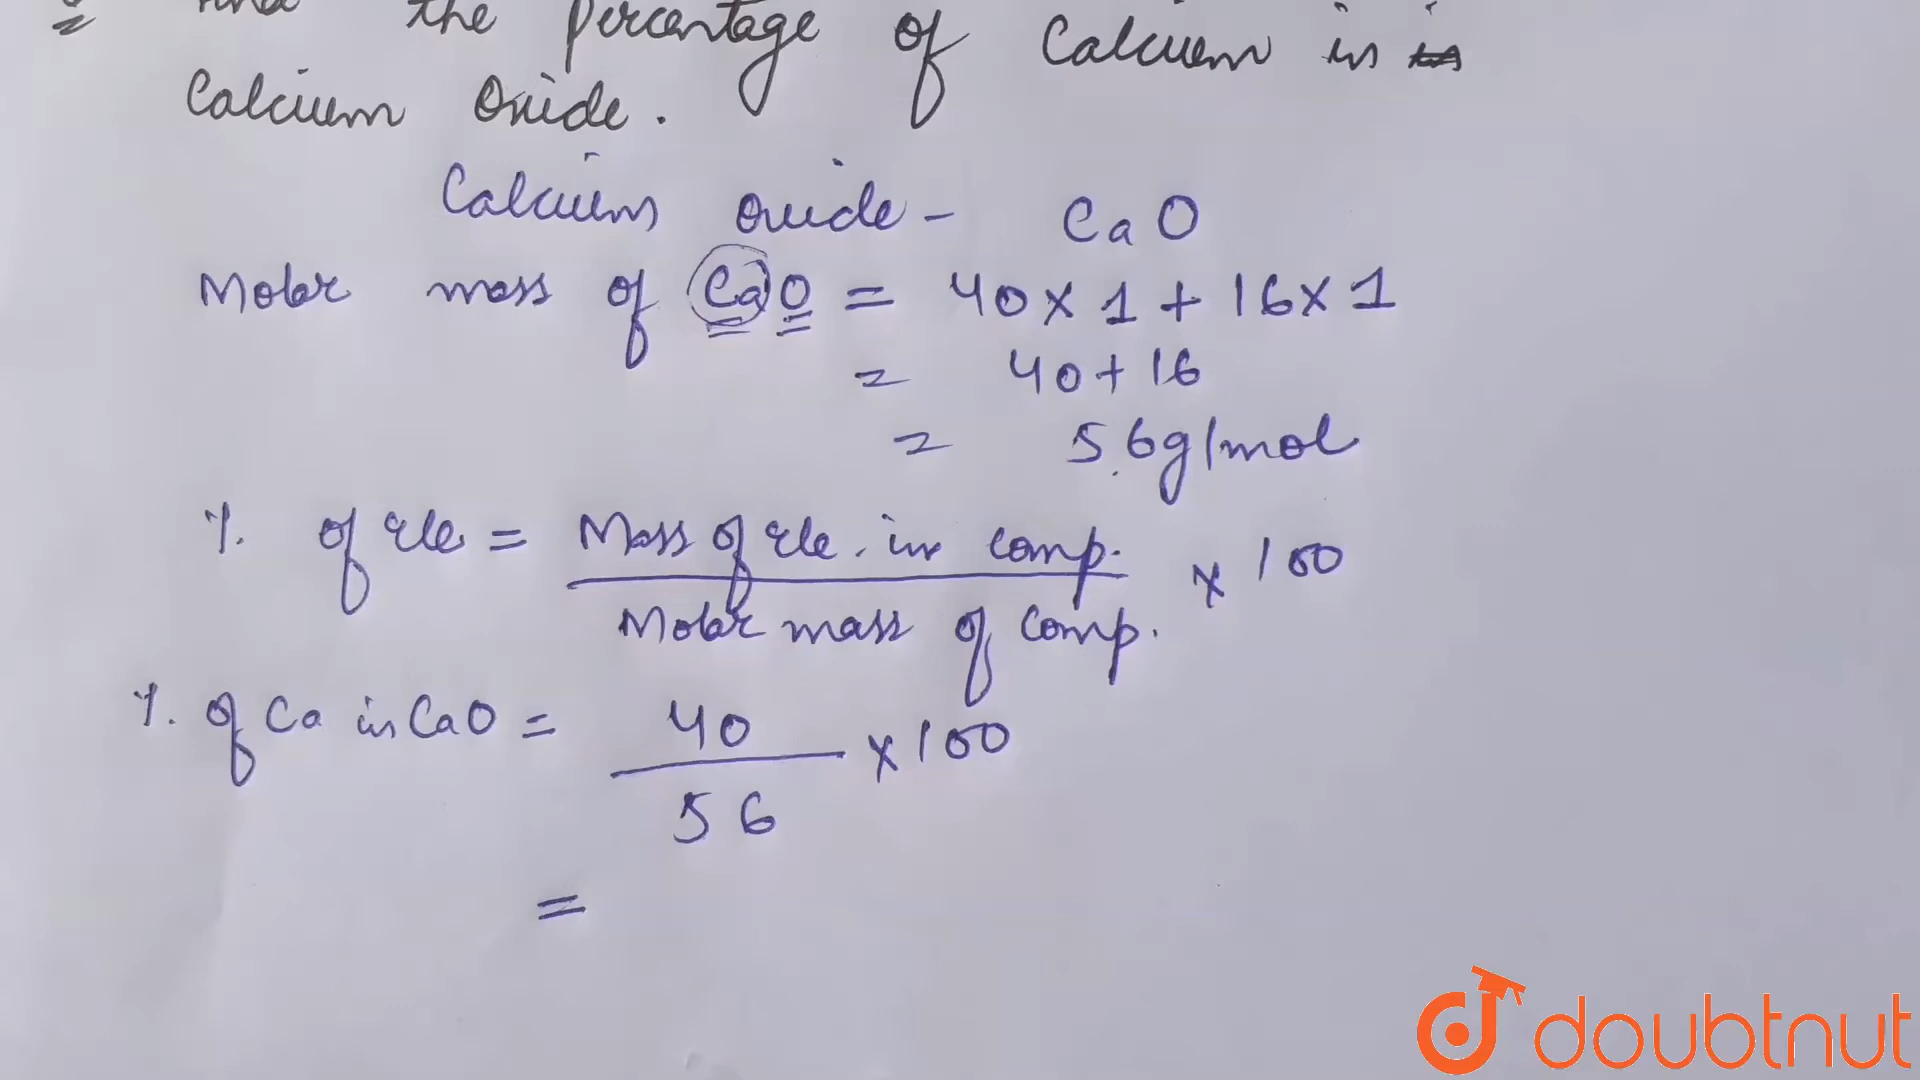 the Percentage of Calcium in
Calcium Oxide.
Calcium oxide - CaO
Molar mass of CaO = 40 x 1 + 16 x 1
= 40 + 16
= 56g/mol
% of ele = Mass of ele. in comp. x 100
Molar mass of comp.
% of Ca in CaO = 40 x 100
56
=
doubtnut